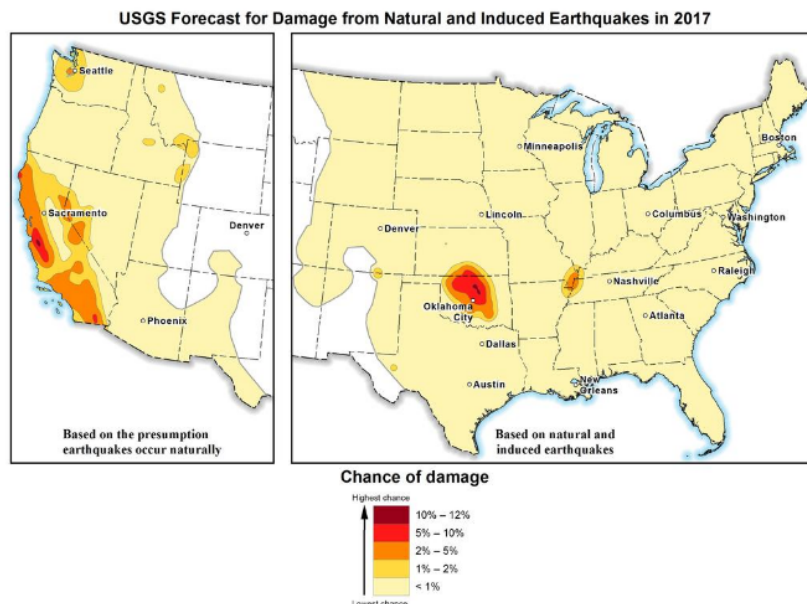 USGS Forecast for Damage from Natural and Induced Earthquakes in 2017
Seattle
Sacramento
Denver
Phoenix
Based on the presumption
earthquakes occur naturally
Minneapolis
Boston
Lincoln
Columbus
Washington
Denver
Nashville
Raleigh
Oklahoma
City
Atlanta
Dallas
Austin
New
Orleans
Based on natural and
induced earthquakes
Chance of damage
Highest chance
10% – 12%
5% – 10%
2% – 5%
1% – 2%
< 1%
Lowest chance